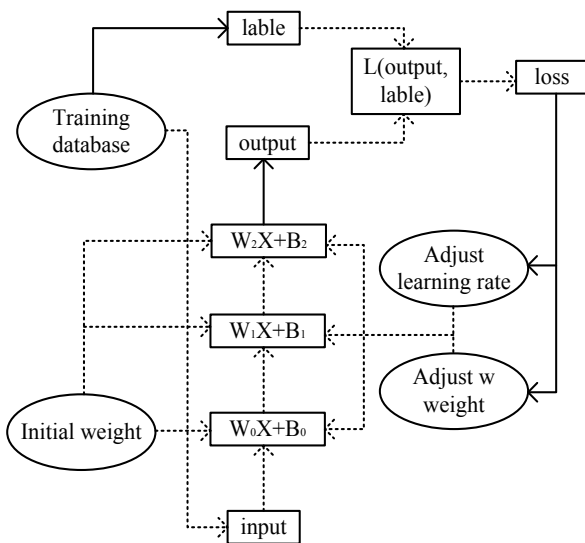 lable
L(output,
lable)
loss
Training
database
output
W₂X+B₂
Adjust
learning rate
W₁X+B₁
Adjust w
weight
Initial weight
W₀X+B₀
input